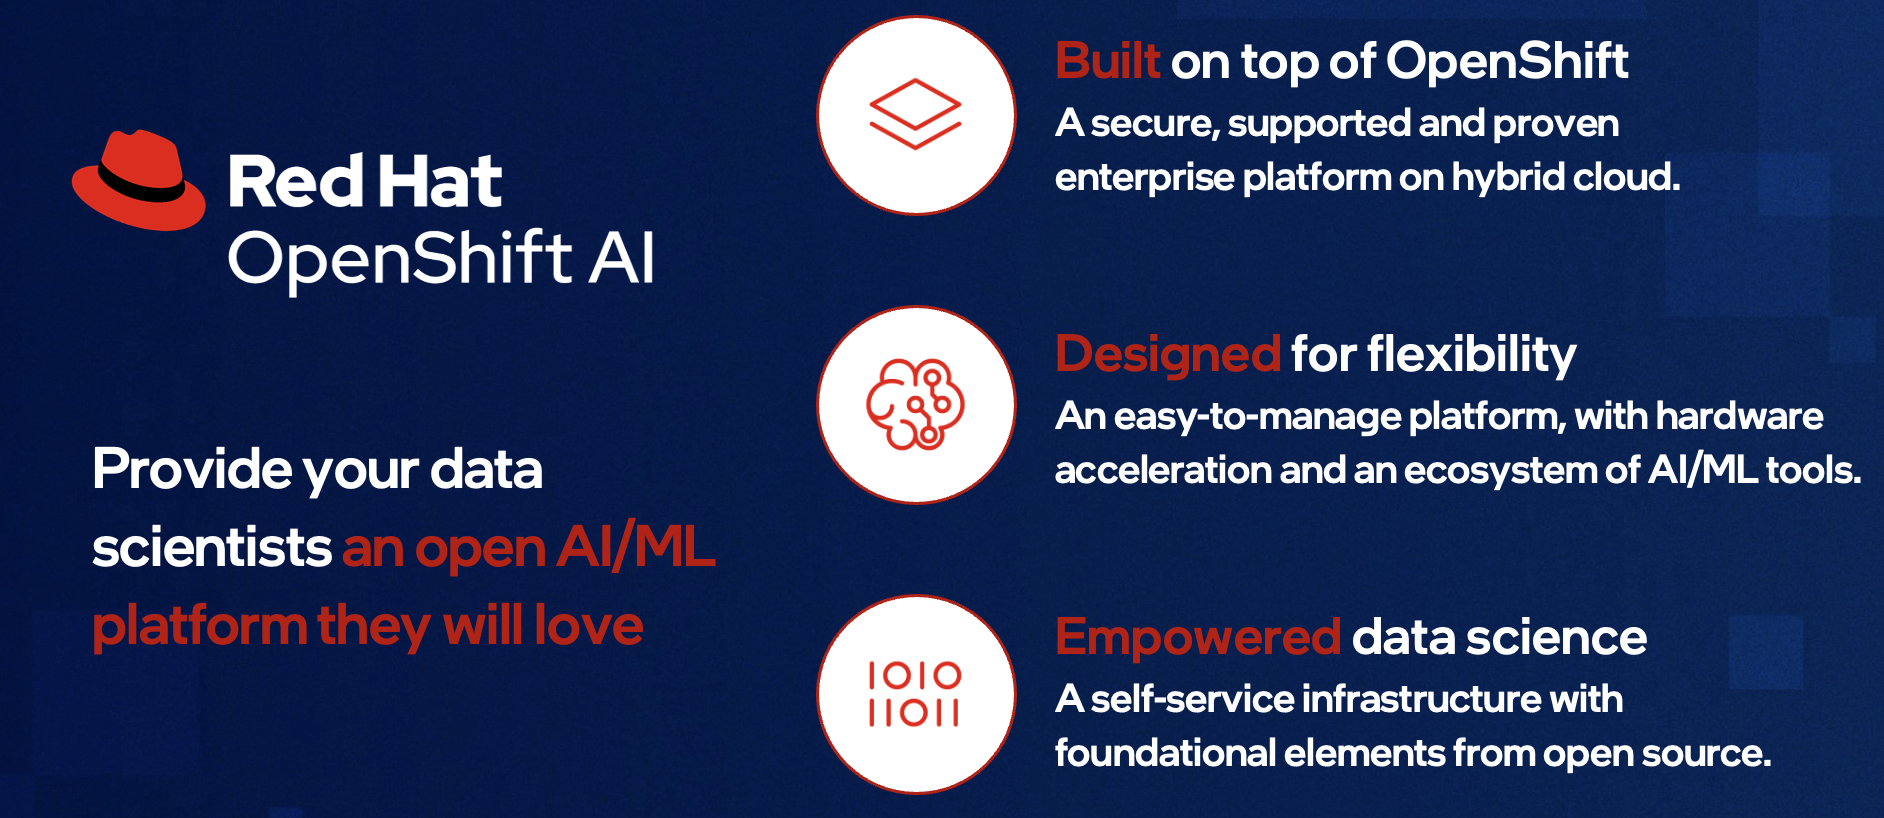 Red Hat
OpenShift AI
Provide your data
scientists an open AI/ML
platform they will love
Built on top of OpenShift
A secure, supported and proven
enterprise platform on hybrid cloud.
Designed for flexibility
An easy-to-manage platform, with hardware
acceleration and an ecosystem of AI/ML tools.
1010
11011
Empowered data science
A self-service infrastructure with
foundational elements from open source.